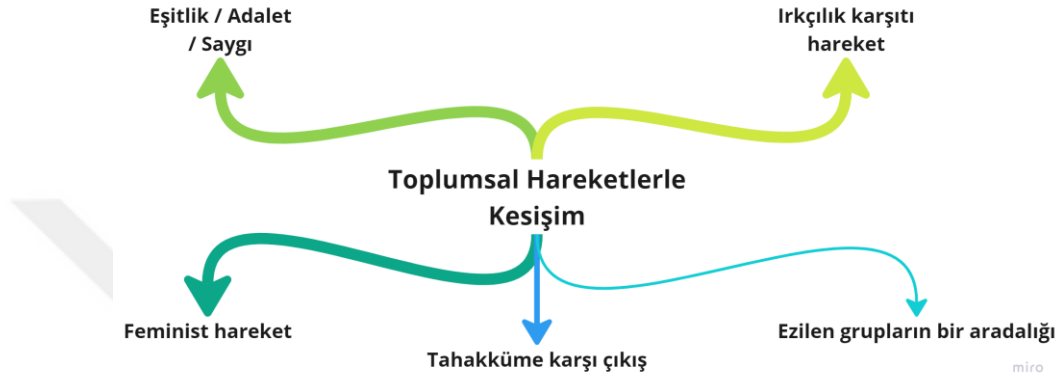 Eşitlik / Adalet
/ Saygı
Irkçılık karşıtı
hareket
Toplumsal Hareketlerle
Kesişim
Feminist hareket
Tahakküme karşı çıkış
Ezilen grupların bir aradalığı
miro